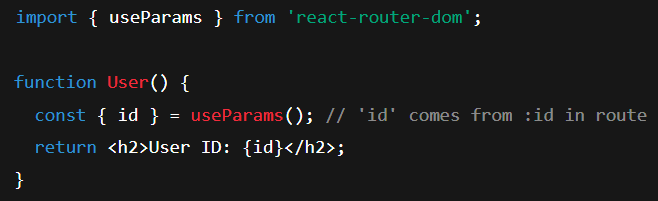 import { useParams } from 'react-router-dom';
function User() {
const { id } = useParams(); // 'id' comes from :id in route
return <h2>User ID: {id}</h2>;
}